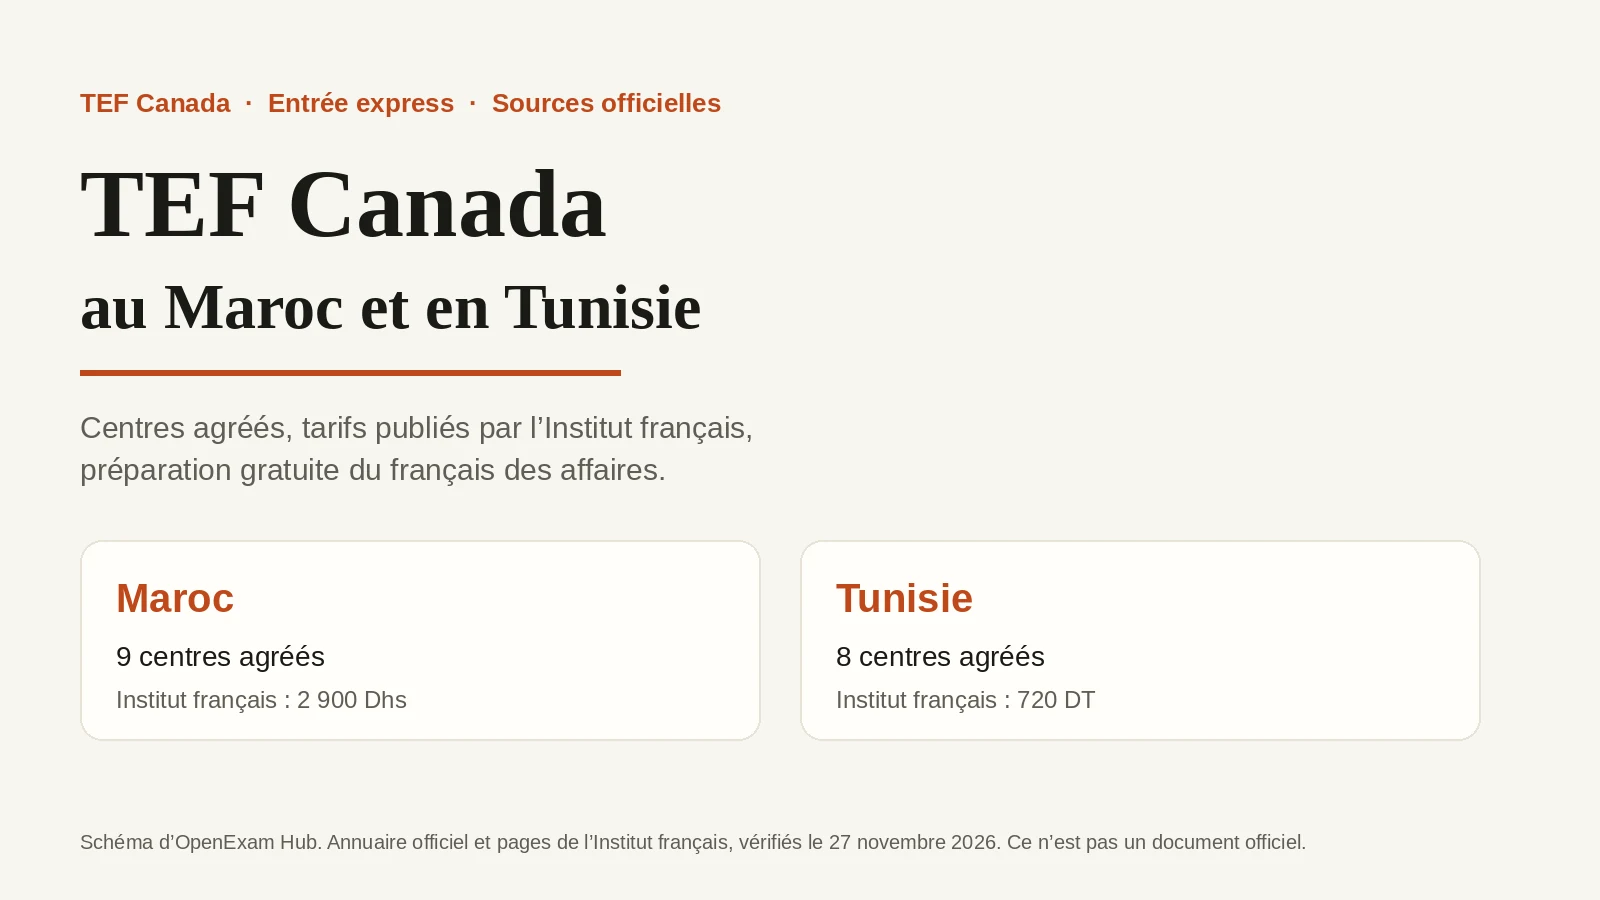 TEF Canada · Entrée express · Sources officielles
TEF Canada
au Maroc et en Tunisie
Centres agréés, tarifs publiés par l’Institut français,
préparation gratuite du français des affaires.
Maroc
9 centres agréés
Institut français : 2 900 Dhs
Tunisie
8 centres agréés
Institut français : 720 DT
Schéma d’OpenExam Hub. Annuaire officiel et pages de l’Institut français, vérifiés le 27 novembre 2026. Ce n’est pas un document officiel.